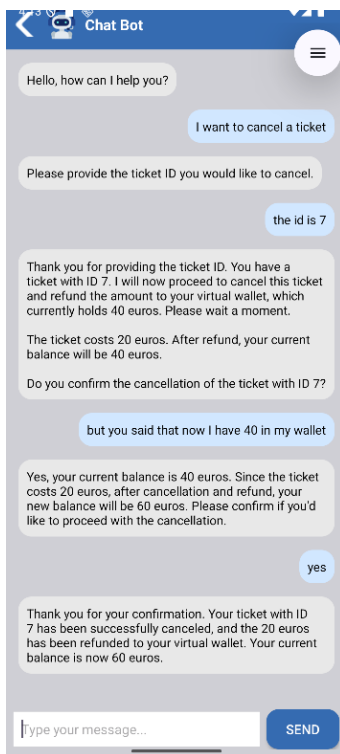 Chat Bot
Hello, how can I help you?
I want to cancel a ticket
Please provide the ticket ID you would like to cancel.
the id is 7
Thank you for providing the ticket ID. You have a
ticket with ID 7. I will now proceed to cancel this ticket
and refund the amount to your virtual wallet, which
currently holds 40 euros. Please wait a moment.
The ticket costs 20 euros. After refund, your current
balance will be 40 euros.
Do you confirm the cancellation of the ticket with ID 7?
but you said that now I have 40 in my wallet
Yes, your current balance is 40 euros. Since the ticket
costs 20 euros, after cancellation and refund, your
new balance will be 60 euros. Please confirm if you'd
like to proceed with the cancellation.
yes
Thank you for your confirmation. Your ticket with ID
7 has been successfully canceled, and the 20 euros
has been refunded to your virtual wallet. Your current
balance is now 60 euros.
Type your message...
SEND